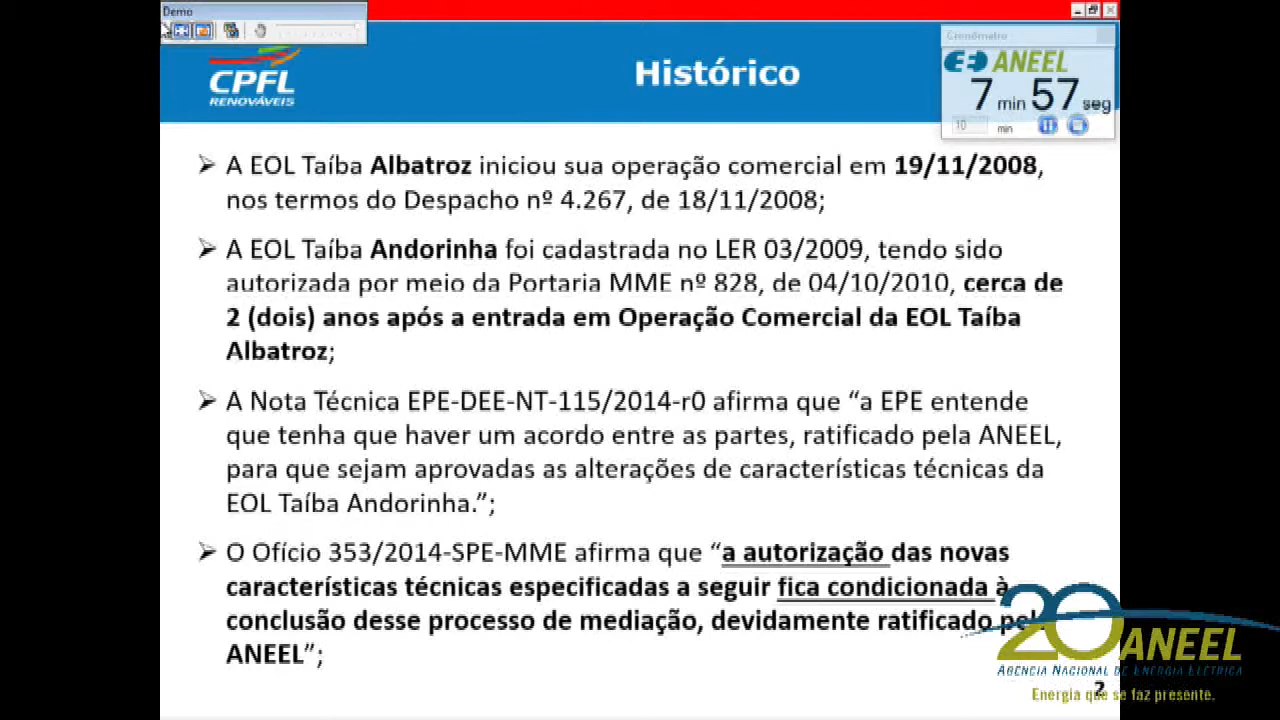 Demo
CPFL
RENOVÁVEIS
Histórico
Cronômetro
ANEEL
7 min 57 seg
10 min
➢ A EOL Taíba Albatroz iniciou sua operação comercial em 19/11/2008,
nos termos do Despacho nº 4.267, de 18/11/2008;
➢ A EOL Taíba Andorinha foi cadastrada no LER 03/2009, tendo sido
autorizada por meio da Portaria MME nº 828, de 04/10/2010, cerca de
2 (dois) anos após a entrada em Operação Comercial da EOL Taíba
Albatroz;
➢ A Nota Técnica EPE-DEE-NT-115/2014-r0 afirma que “a EPE entende
que tenha que haver um acordo entre as partes, ratificado pela ANEEL,
para que sejam aprovadas as alterações de características técnicas da
EOL Taíba Andorinha.”;
➢ O Ofício 353/2014-SPE-MME afirma que “a autorização das novas
características técnicas especificadas a seguir fica condicionada à
conclusão desse processo de mediação, devidamente ratificado pela
ANEEL”;
20 ANEEL
AGÊNCIA NACIONAL DE ENERGIA ELÉTRICA
Energia que se faz presente.
2